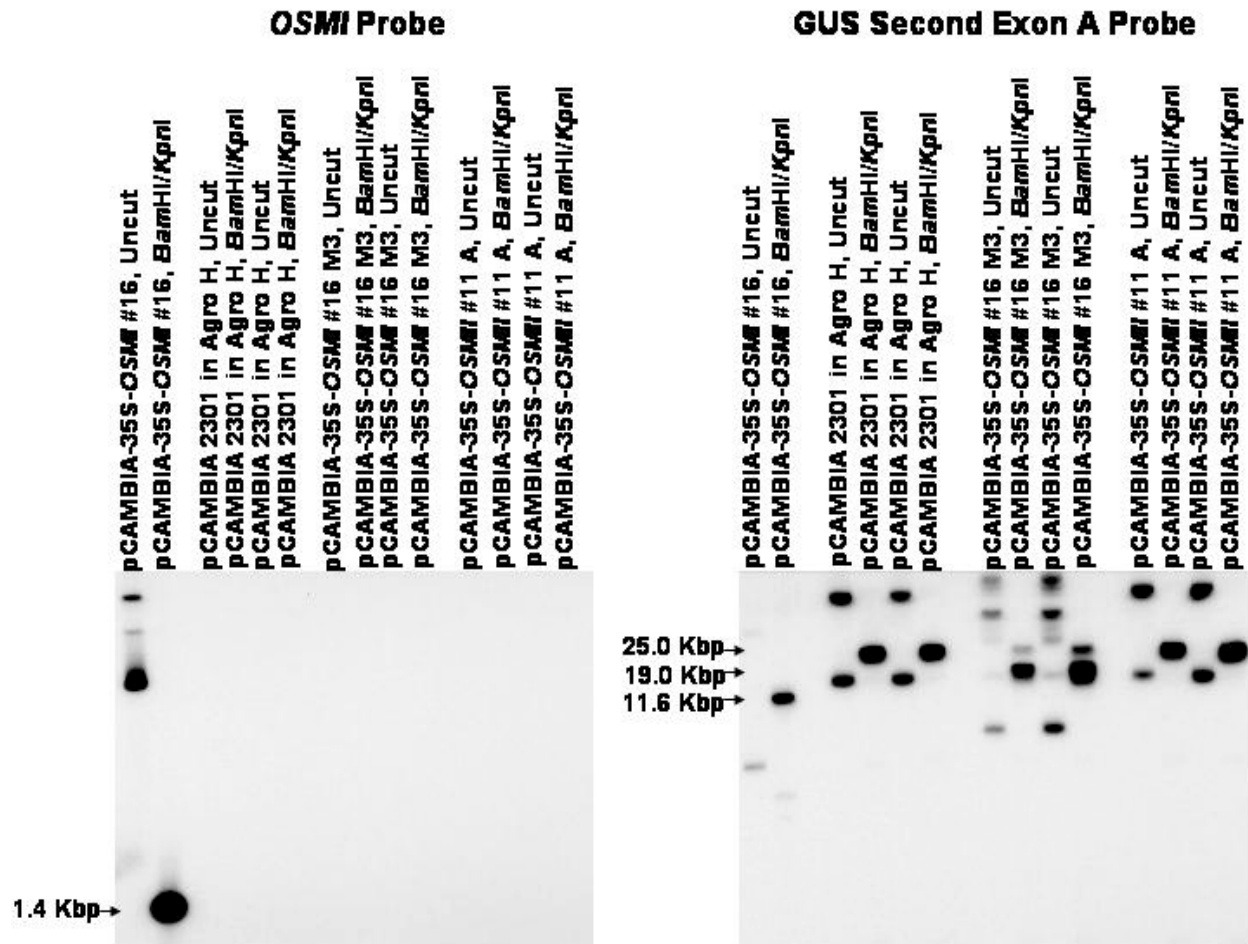 OSMI Probe
pCAMBIA-35S-OSMI #16, Uncut
pCAMBIA-35S-OSMI #16, BamHI/KpnI
pCAMBIA 2301 in Agro H, Uncut
pCAMBIA 2301 in Agro H, BamHI/KpnI
pCAMBIA 2301 in Agro H, Uncut
pCAMBIA 2301 in Agro H, BamHI/KpnI
pCAMBIA-35S-OSMI #16 M3, Uncut
pCAMBIA-35S-OSMI #16 M3, BamHI/KpnI
pCAMBIA-35S-OSMI #16 M3, Uncut
pCAMBIA-35S-OSMI #16 M3, BamHI/KpnI
pCAMBIA-35S-OSMI #11 A, Uncut
pCAMBIA-35S-OSMI #11 A, BamHI/KpnI
pCAMBIA-35S-OSMI #11 A, Uncut
pCAMBIA-35S-OSMI #11 A, BamHI/KpnI
1.4 Kbp
GUS Second Exon A Probe
pCAMBIA-35S-OSMI #16, Uncut
pCAMBIA-35S-OSMI #16, BamHI/KpnI
pCAMBIA 2301 in Agro H, Uncut
pCAMBIA 2301 in Agro H, BamHI/KpnI
pCAMBIA 2301 in Agro H, Uncut
pCAMBIA 2301 in Agro H, BamHI/KpnI
pCAMBIA-35S-OSMI #16 M3, Uncut
pCAMBIA-35S-OSMI #16 M3, BamHI/KpnI
pCAMBIA-35S-OSMI #16 M3, Uncut
pCAMBIA-35S-OSMI #16 M3, BamHI/KpnI
pCAMBIA-35S-OSMI #11 A, Uncut
pCAMBIA-35S-OSMI #11 A, BamHI/KpnI
pCAMBIA-35S-OSMI #11 A, Uncut
pCAMBIA-35S-OSMI #11 A, BamHI/KpnI
25.0 Kbp
19.0 Kbp
11.6 Kbp